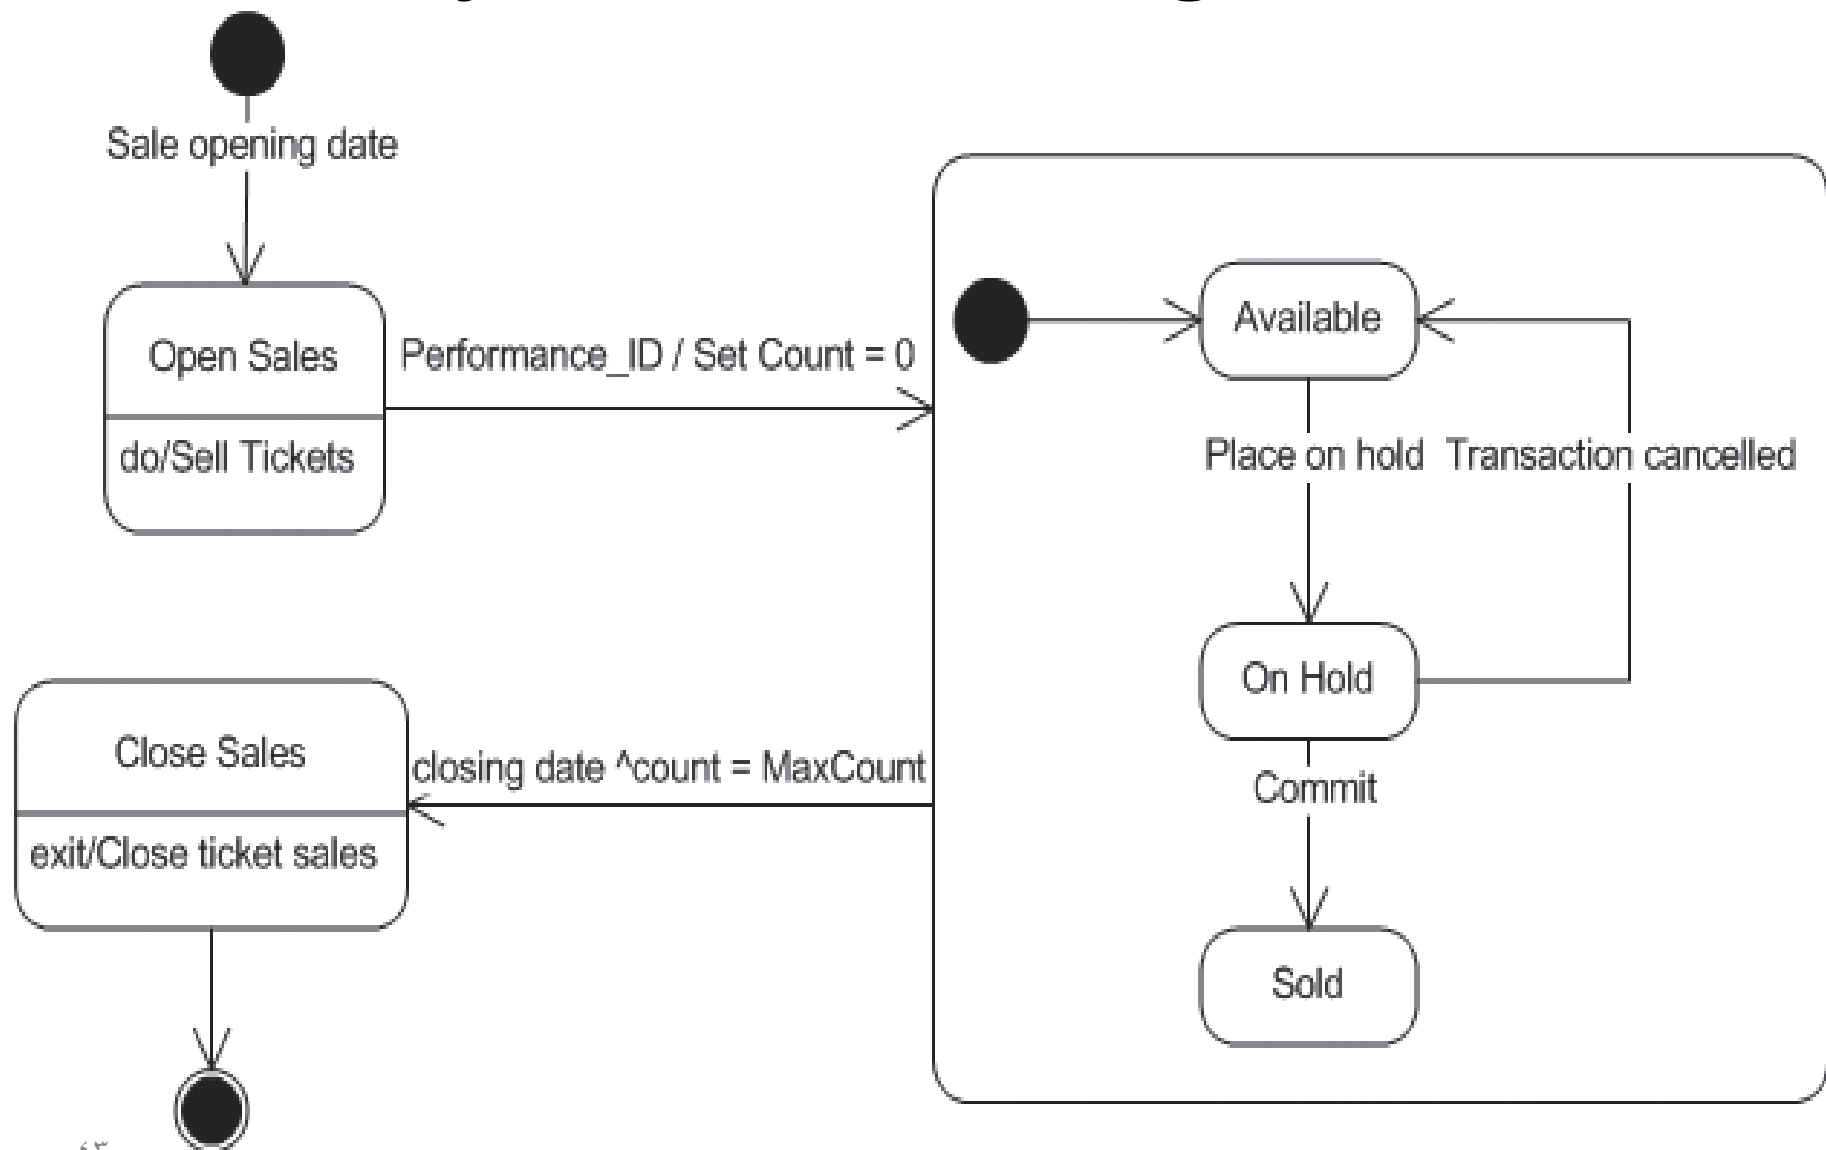 Sale opening date
Open Sales
do/Sell Tickets
Performance_ID / Set Count = 0
Available
Place on hold
Transaction cancelled
On Hold
Commit
Sold
closing date ^count = MaxCount
Close Sales
exit/Close ticket sales